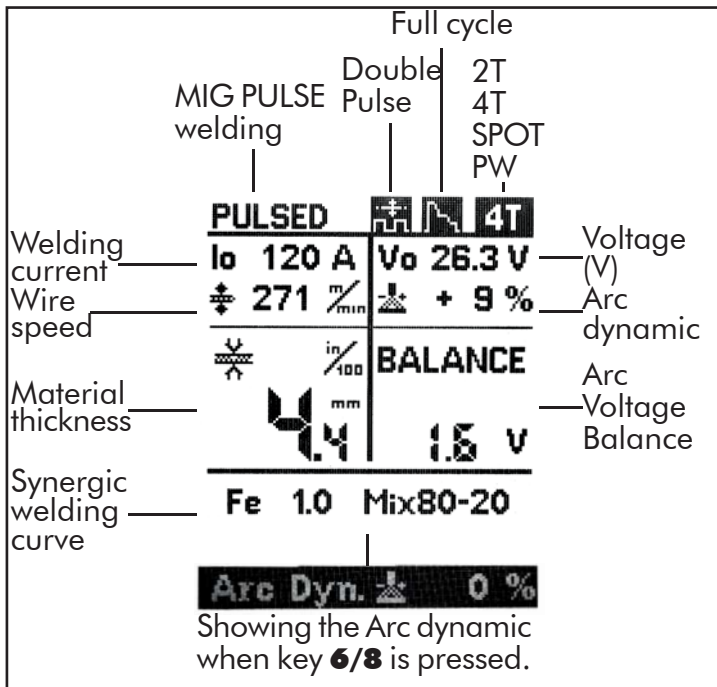 Full cycle
Double
Pulse
2T
4T
SPOT
PW
MIG PULSE
welding
PULSED
4T
Welding
current
Io 120 A
Vo 26.3 V
Voltage
(V)
Wire
speed
271 m/min
+ 9 %
Arc
dynamic
in/100
BALANCE
Material
thickness
mm
4.4
1.6 V
Arc
Voltage
Balance
Synergic
welding
curve
Fe 1.0 Mix80-20
Arc Dyn. 0 %
Showing the Arc dynamic
when key 6/8 is pressed.